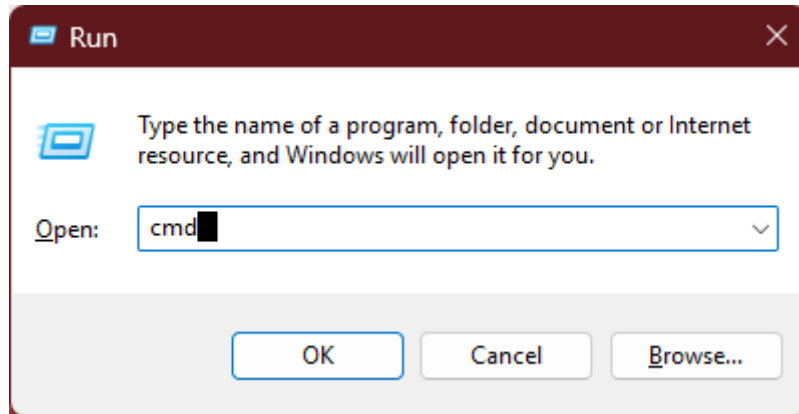 Run
Type the name of a program, folder, document or Internet
resource, and Windows will open it for you.
Open: cmd
OK Cancel Browse...